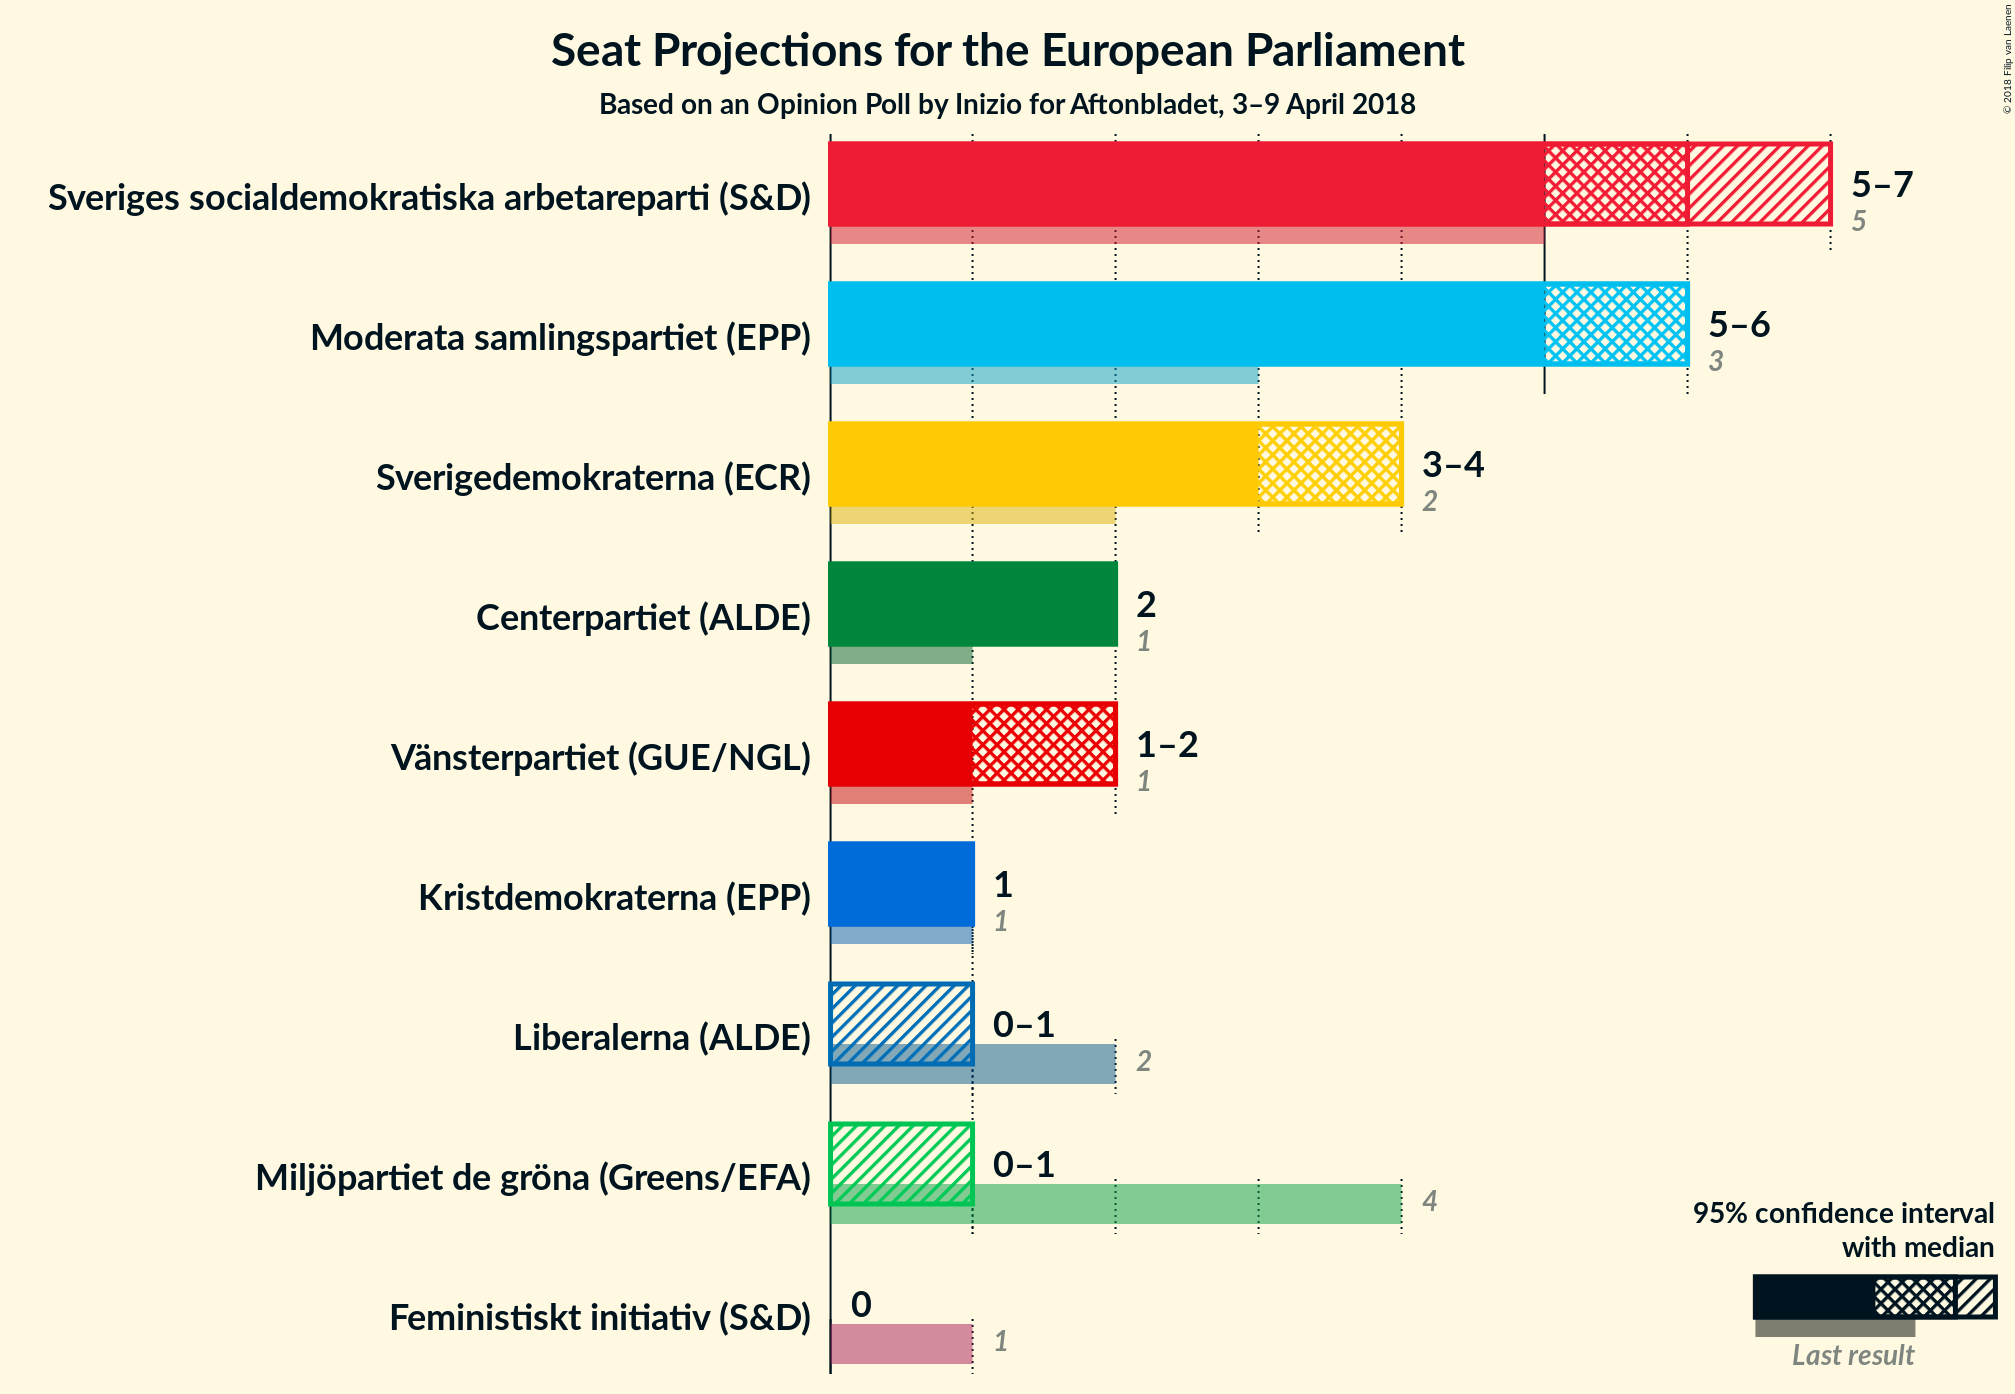 Seat Projections for the European Parliament
Based on an Opinion Poll by Inizio for Aftonbladet, 3–9 April 2018
© 2018 Filip van Laenen
Sveriges socialdemokratiska arbetareparti (S&D)
5–7
5
Moderata samlingspartiet (EPP)
5–6
3
Sverigedemokraterna (ECR)
3–4
2
Centerpartiet (ALDE)
2
1
Vänsterpartiet (GUE/NGL)
1–2
1
Kristdemokraterna (EPP)
1
1
Liberalerna (ALDE)
0–1
2
Miljöpartiet de gröna (Greens/EFA)
0–1
4
Feministiskt initiativ (S&D)
0
1
95% confidence interval
with median
Last result